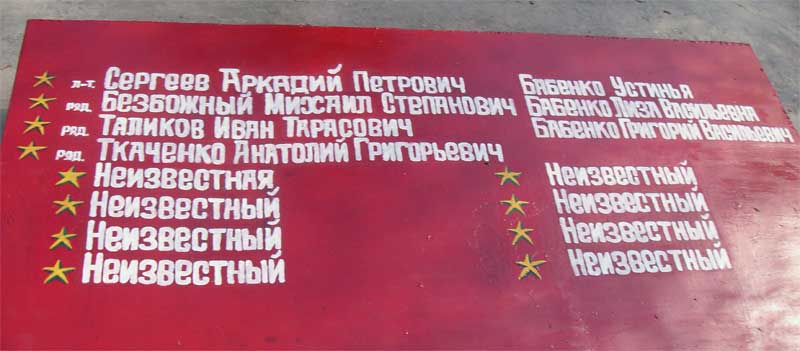 л-т. Сергеев Аркадий Петрович
ряд. Безбожный Михаил Степанович
ряд. Таликов Иван Тарасович
ряд. Ткаченко Анатолий Григорьевич
Неизвестная
Неизвестный
Неизвестный
Неизвестный
Бабенко Устинья
Бабенко Лиза Васильевна
Бабенко Григорий Васильевич
Неизвестный
Неизвестный
Неизвестный
Неизвестный